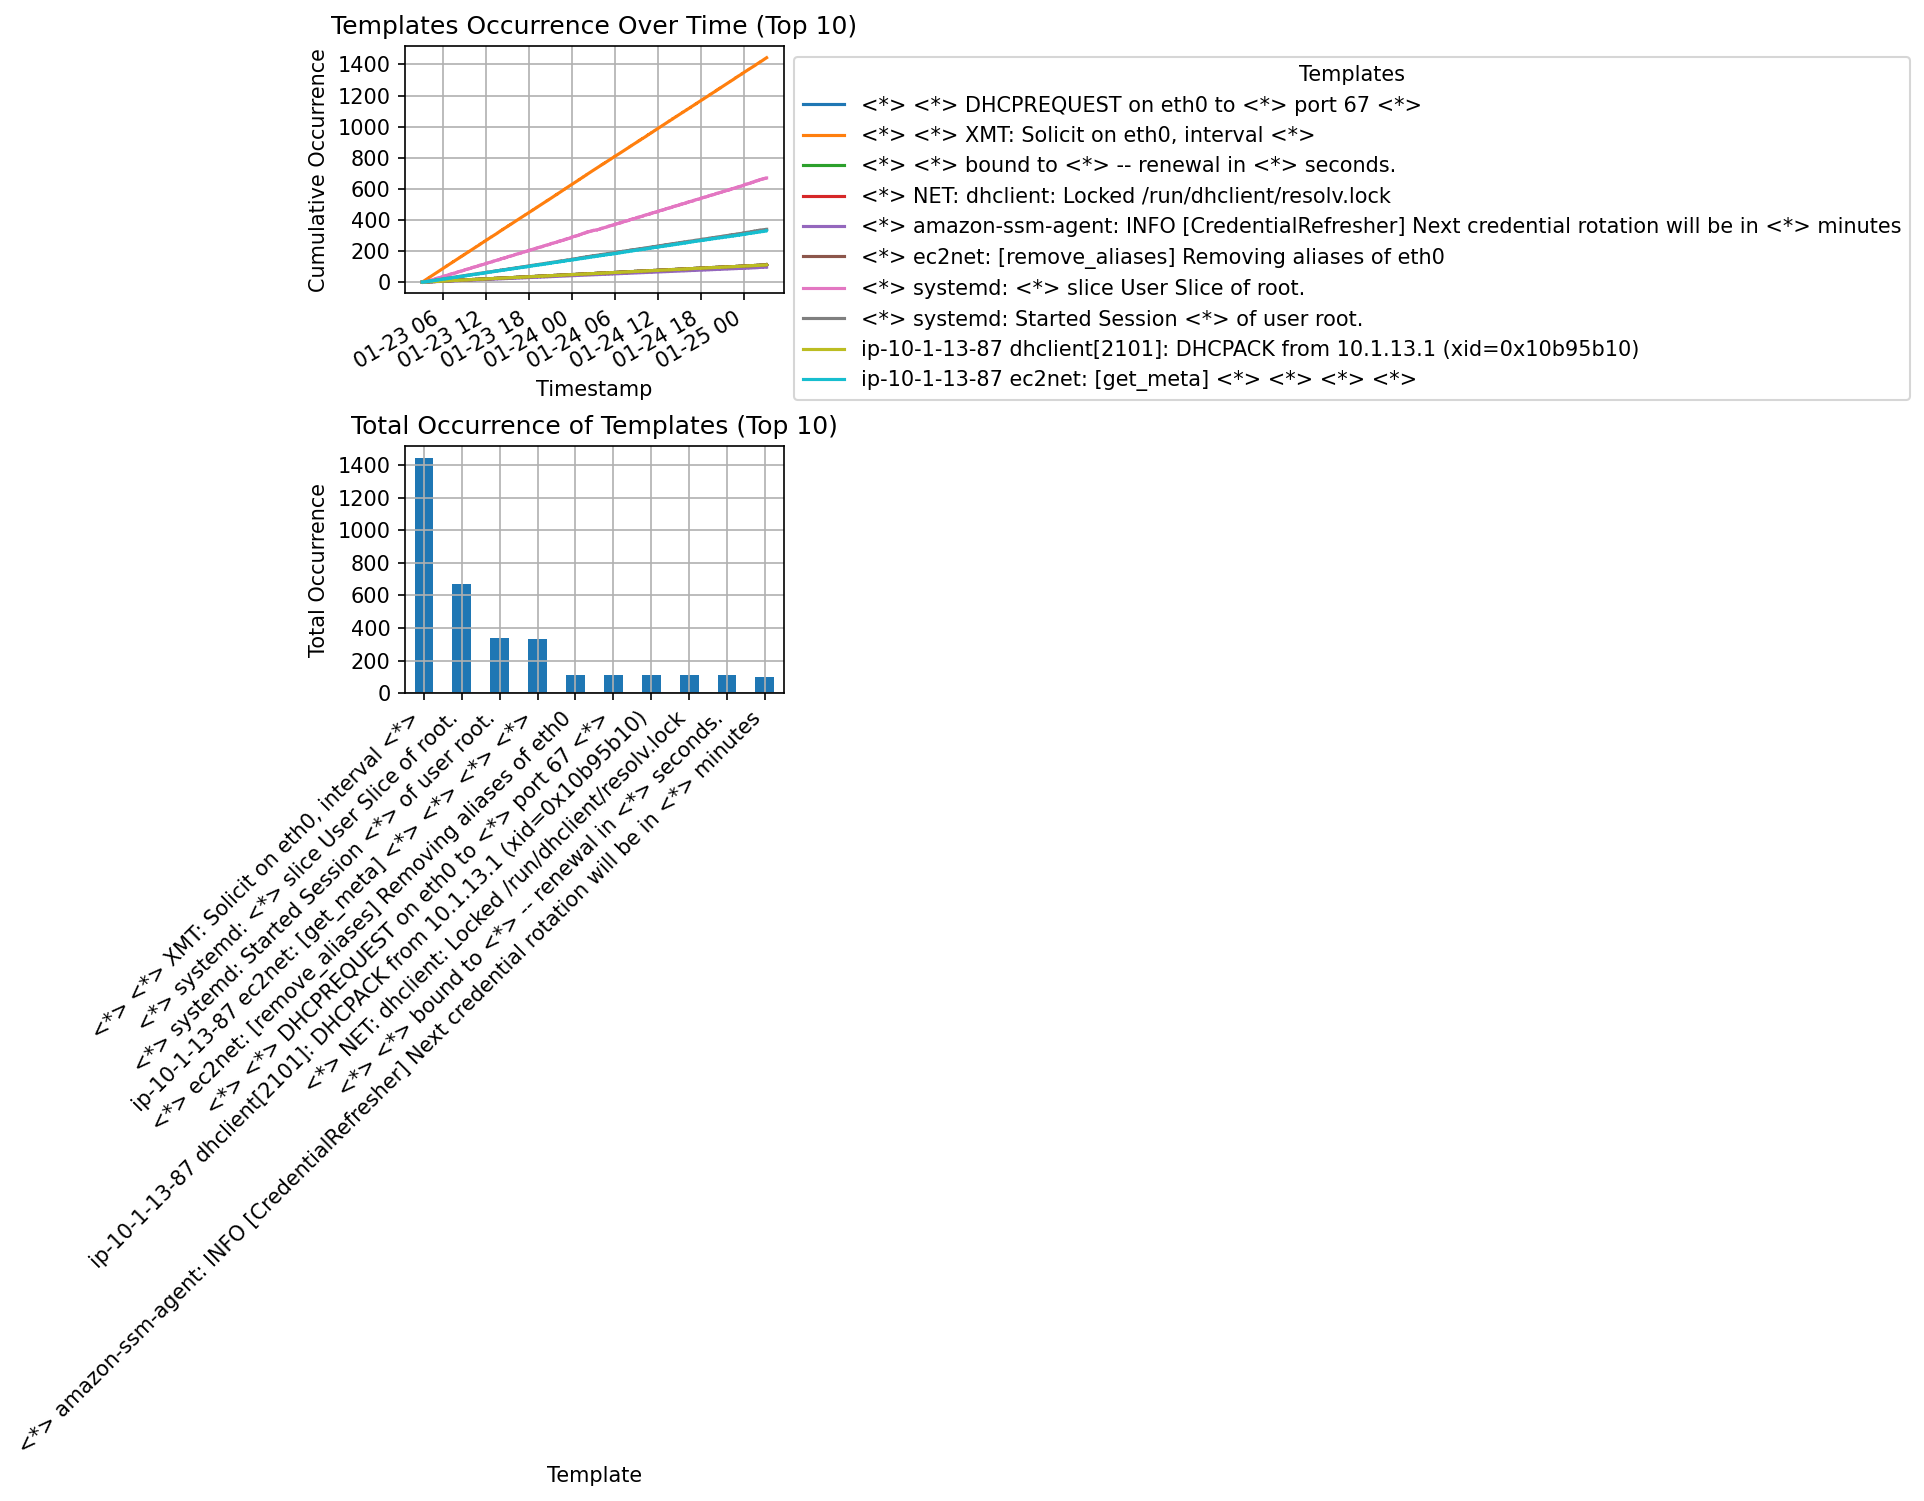 Templates Occurrence Over Time (Top 10)
Cumulative Occurrence
1400
1200
1000
800
600
400
200
0
01-23 06
01-23 12
01-23 18
01-24 00
01-24 06
01-24 12
01-24 18
01-25 00
Timestamp
Templates
<*> <*> DHCPREQUEST on eth0 to <*> port 67 <*>
<*> <*> XMT: Solicit on eth0, interval <*>
<*> <*> bound to <*> -- renewal in <*> seconds.
<*> NET: dhclient: Locked /run/dhclient/resolv.lock
<*> amazon-ssm-agent: INFO [CredentialRefresher] Next credential rotation will be in <*> minutes
<*> ec2net: [remove_aliases] Removing aliases of eth0
<*> systemd: <*> slice User Slice of root.
<*> systemd: Started Session <*> of user root.
ip-10-1-13-87 dhclient[2101]: DHCPACK from 10.1.13.1 (xid=0x10b95b10)
ip-10-1-13-87 ec2net: [get_meta] <*> <*> <*> <*>
Total Occurrence of Templates (Top 10)
Total Occurrence
1400
1200
1000
800
600
400
200
0
<*> <*> XMT: Solicit on eth0, interval <*>
<*> systemd: <*> slice User Slice of root.
<*> systemd: Started Session <*> of user root.
ip-10-1-13-87 ec2net: [get_meta] <*> <*> <*> <*>
<*> ec2net: [remove_aliases] Removing aliases of eth0
<*> <*> DHCPREQUEST on eth0 to <*> port 67 <*>
ip-10-1-13-87 dhclient[2101]: DHCPACK from 10.1.13.1 (xid=0x10b95b10)
<*> NET: dhclient: Locked /run/dhclient/resolv.lock
<*> <*> bound to <*> -- renewal in <*> seconds.
<*> amazon-ssm-agent: INFO [CredentialRefresher] Next credential rotation will be in <*> minutes
Template